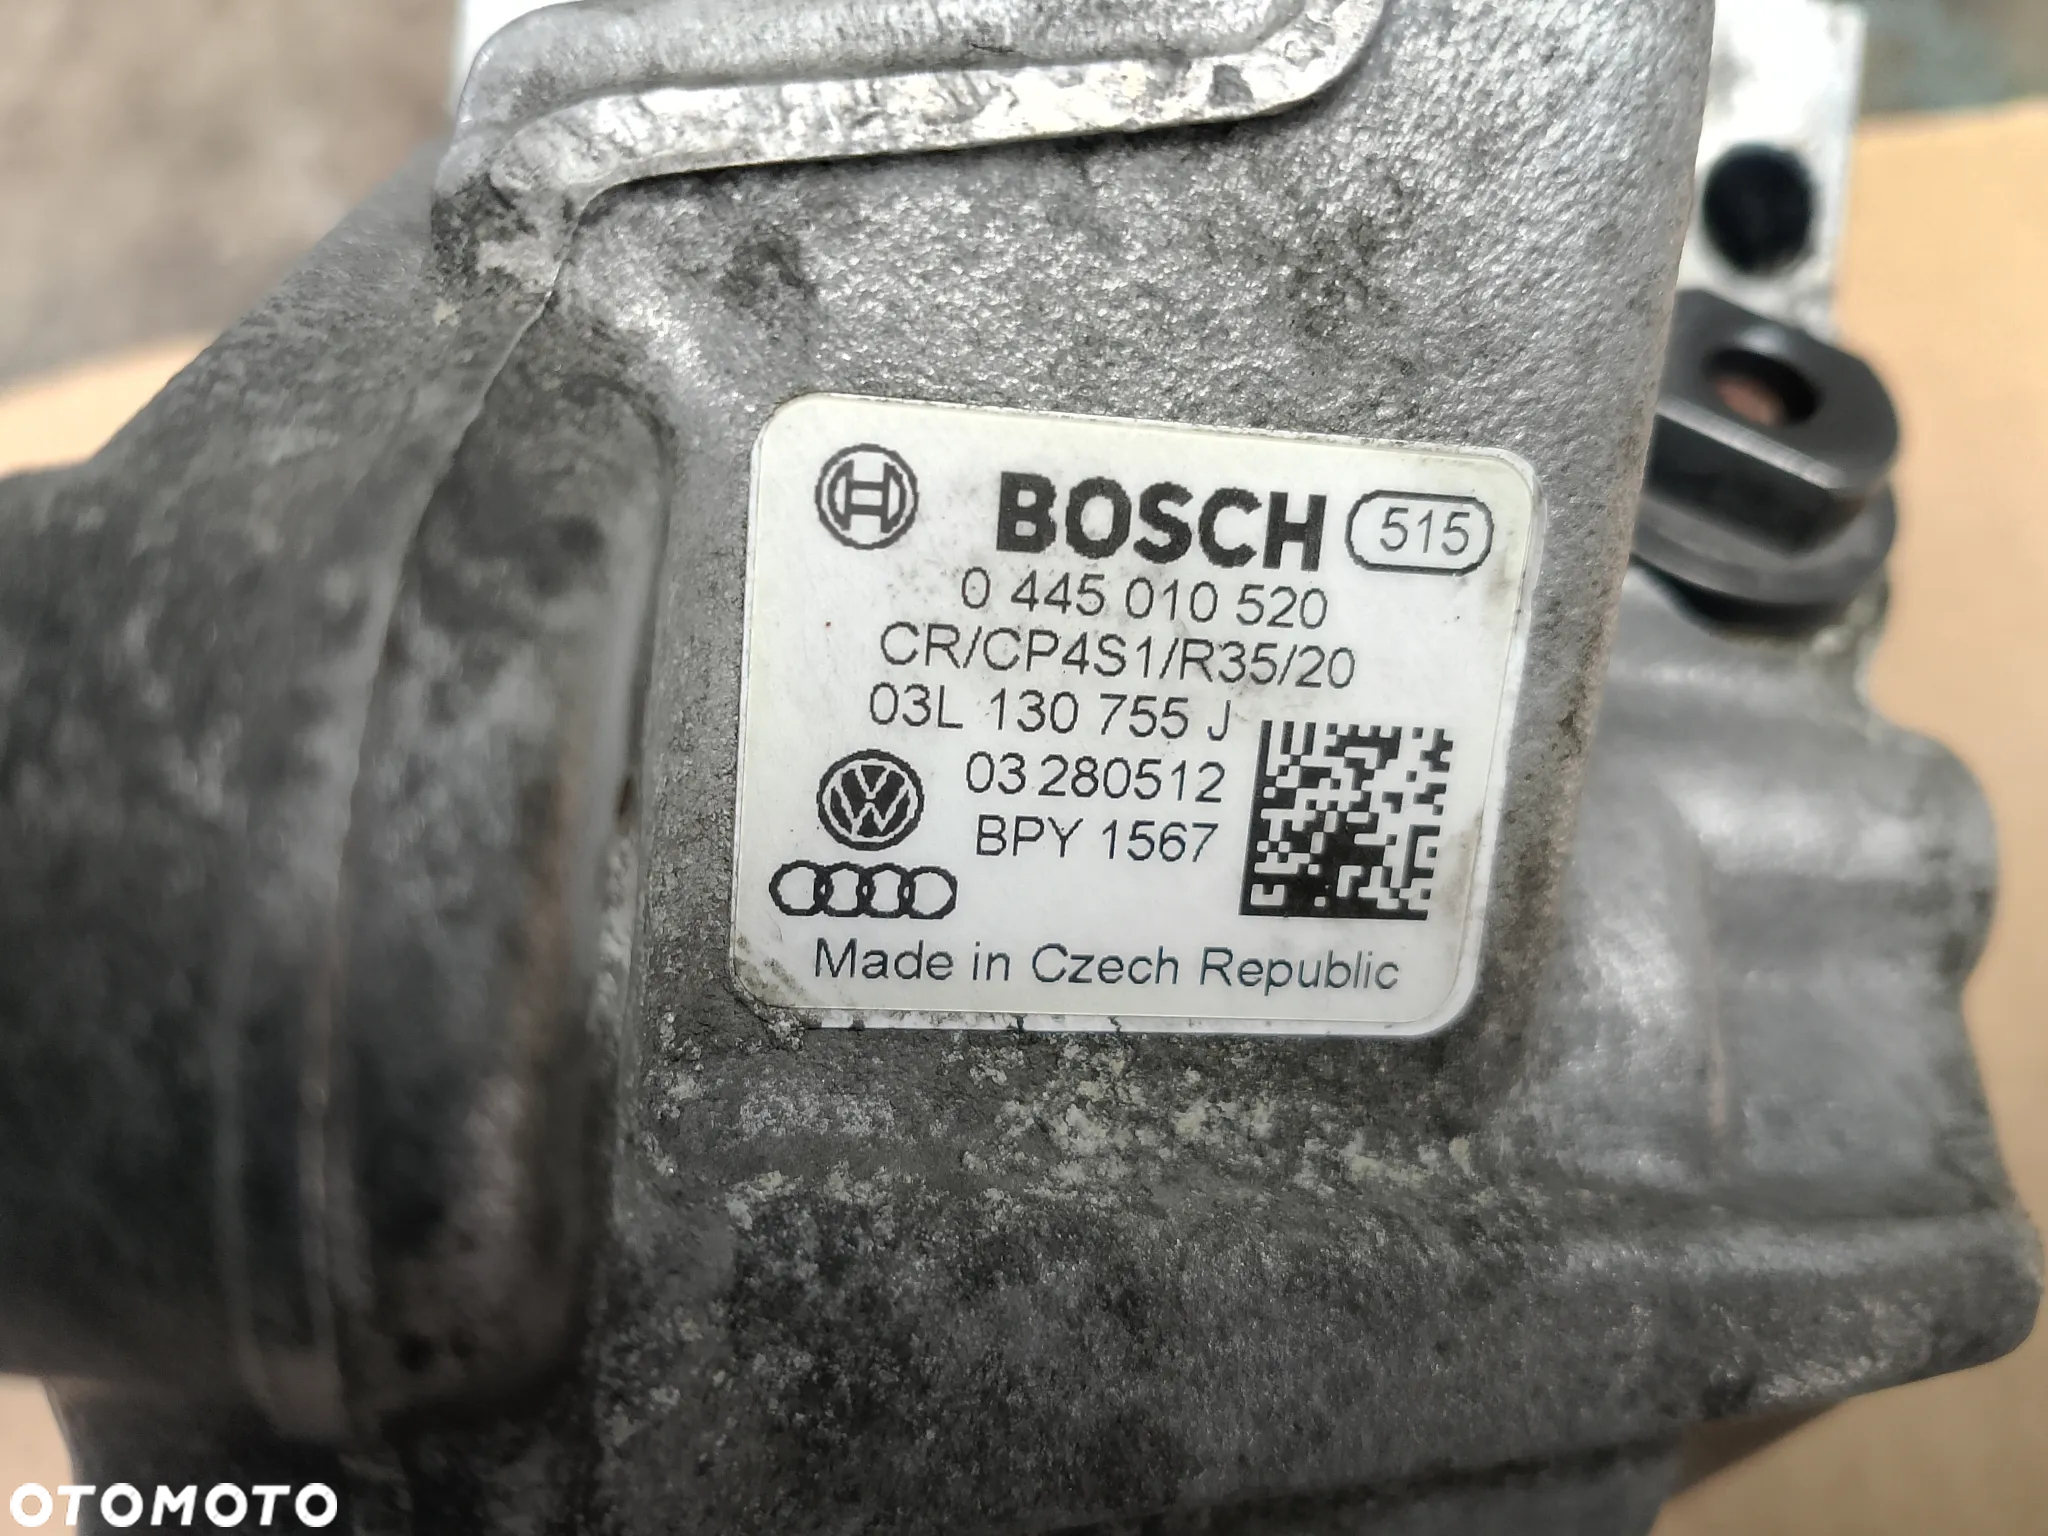 BOSCH 515
0 445 010 520
CR/CP4S1/R35/20
03L 130 755 J
03 280512
BPY 1567
Made in Czech Republic
OTOMOTO